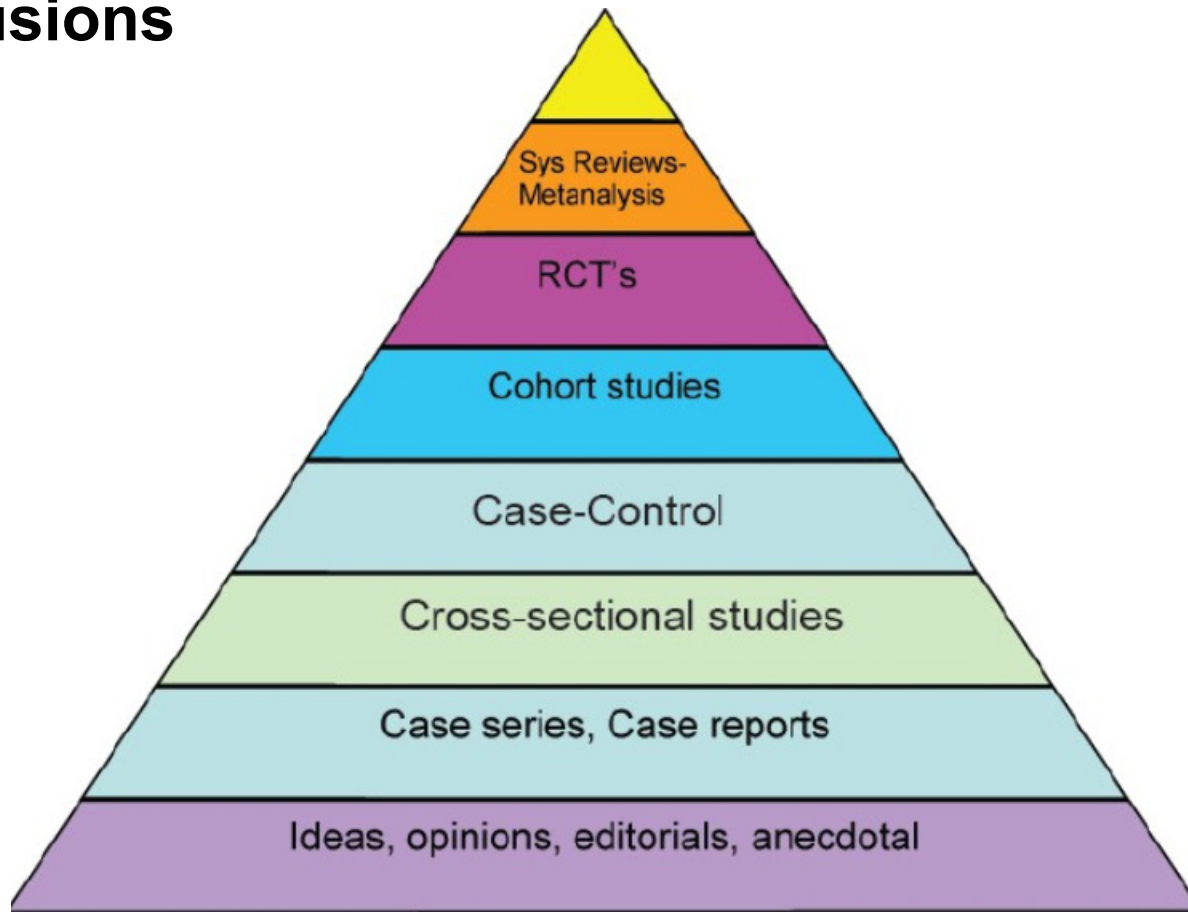 usions
Sys Reviews-
Metanalysis
RCT's
Cohort studies
Case-Control
Cross-sectional studies
Case series, Case reports
Ideas, opinions, editorials, anecdotal